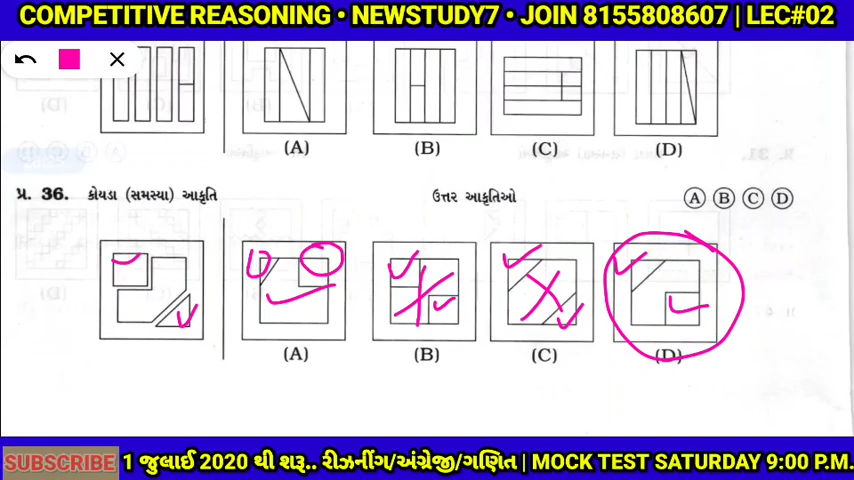 COMPETITIVE REASONING • NEWSTUDY7 • JOIN 8155808607 | LEC#02
(A) (B) (C) (D)
પ્ર. 36. કોયડા (સમસ્યા) આકૃતિ ઉત્તર આકૃતિઓ A B C D
(A) (B) (C) (D)
SUBSCRIBE 1 જુલાઈ 2020 થી શરૂ.. રીઝનીંગ/અંગ્રેજી/ગણિત | MOCK TEST SATURDAY 9:00 P.M.